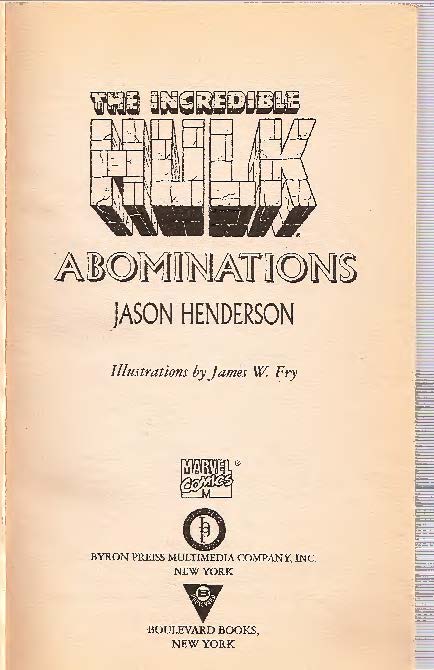 THE INCREDIBLE
HULK
ABOMINATIONS
JASON HENDERSON
Illustrations by James W. Fry
MARVEL ®
COMICS
M
BYRON PREISS MULTIMEDIA COMPANY, INC.
NEW YORK
B
BOULEVARD BOOKS,
NEW YORK